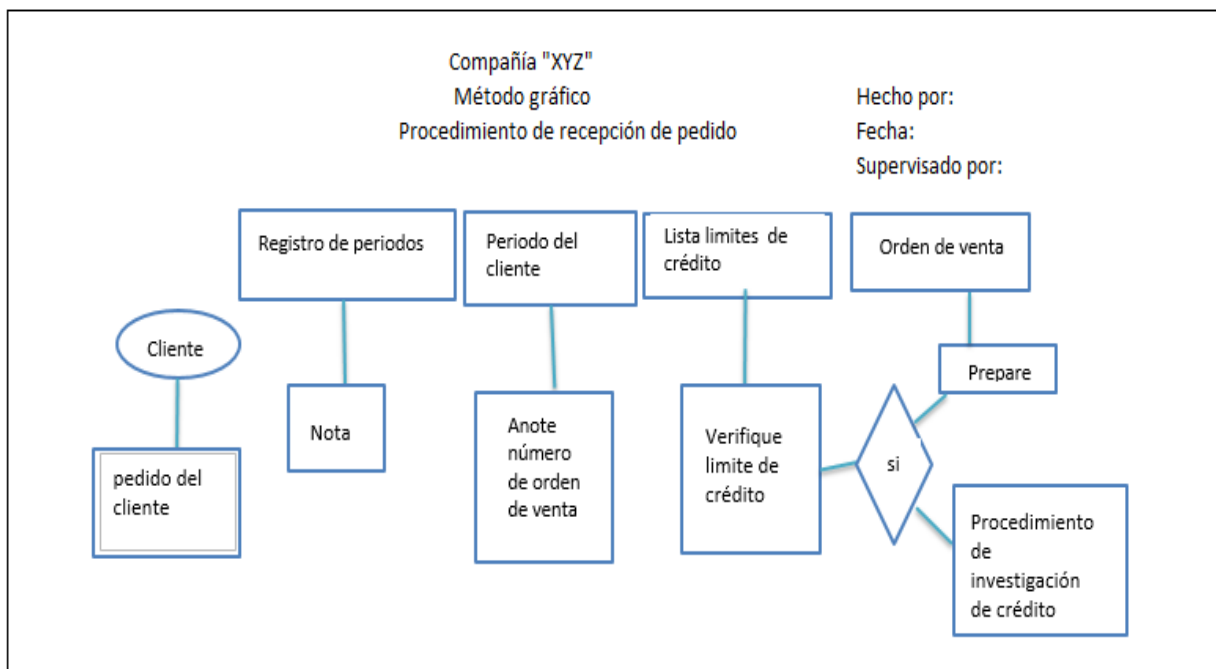 Compañía "XYZ"
Método gráfico
Hecho por:
Procedimiento de recepción de pedido
Fecha:
Supervisado por:
Registro de periodos
Periodo del
cliente
Lista limites de
crédito
Orden de venta
Cliente
Prepare
Nota
Anote
número
de orden
de venta
Verifique
limite de
crédito
si
pedido del
cliente
Procedimiento
de
investigación
de crédito